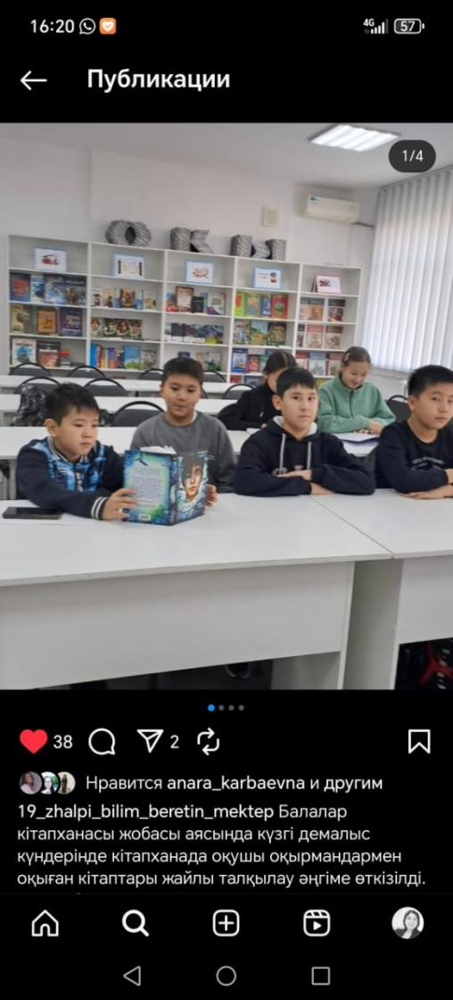 16:20
4G
57
Публикации
1/4
38
2
Нравится anara_karbaevna и другим
19_zhalpi_bilim_beretin_mektep Балалар
кітапханасы жобасы аясында күзгі демалыс
күндерінде кітапханада оқушы оқырмандармен
оқыған кітаптары жайлы талқылау әңгіме өткізілді.